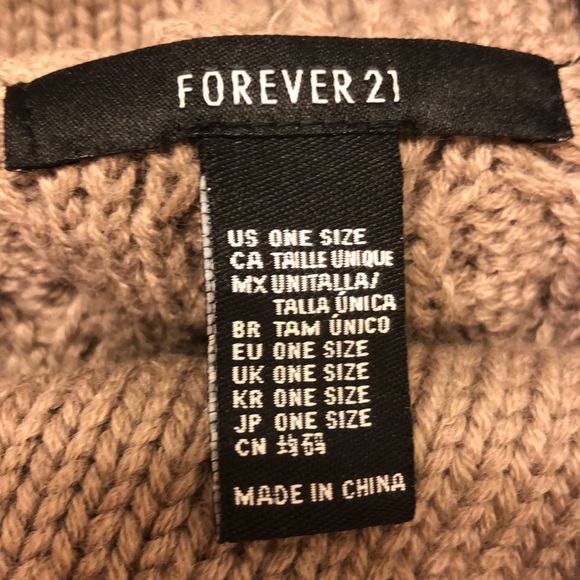 FOREVER 21
US ONE SIZE
CA TAILLE UNIQUE
MX UNITALLA/
TALLA ÚNICA
BR TAM ÚNICO
EU ONE SIZE
UK ONE SIZE
KR ONE SIZE
JP ONE SIZE
CN 均码
MADE IN CHINA